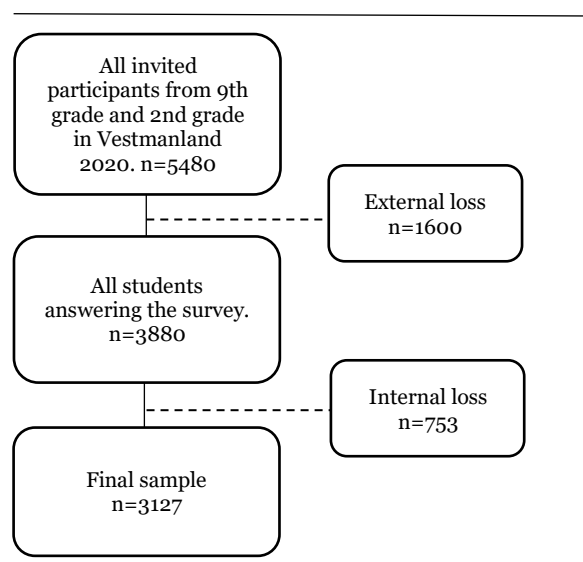 All invited
participants from 9th
grade and 2nd grade
in Vestmanland
2020. n=5480
External loss
n=1600
All students
answering the survey.
n=3880
Internal loss
n=753
Final sample
n=3127